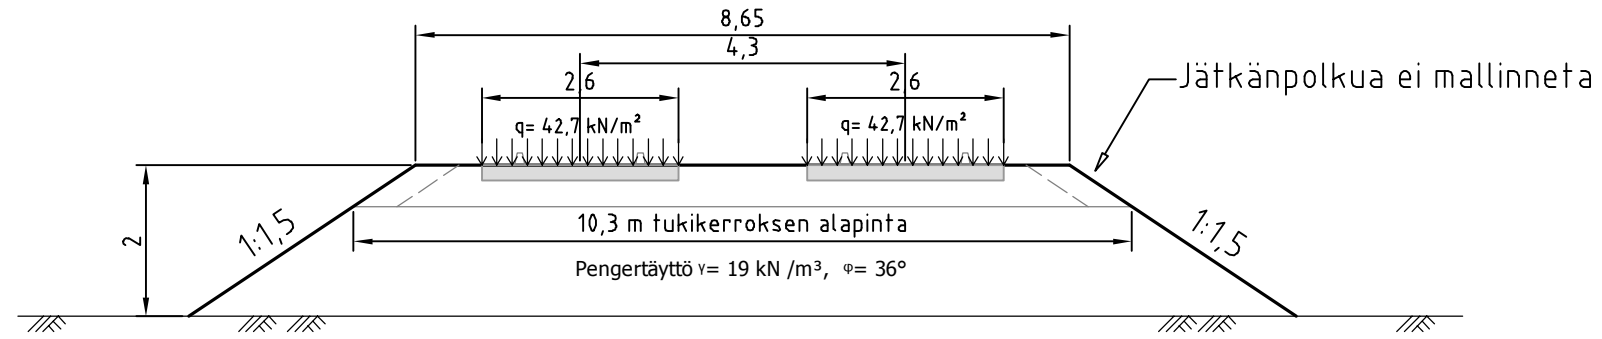 8,65
4,3
2,6
2,6
Jätkänpolkua ei mallinneta
q= 42,7 kN/m²
q= 42,7 kN/m²
2
1:1,5
1:1,5
10,3 m tukikerroksen alapinta
Pengertäyttö γ= 19 kN /m³, φ= 36°